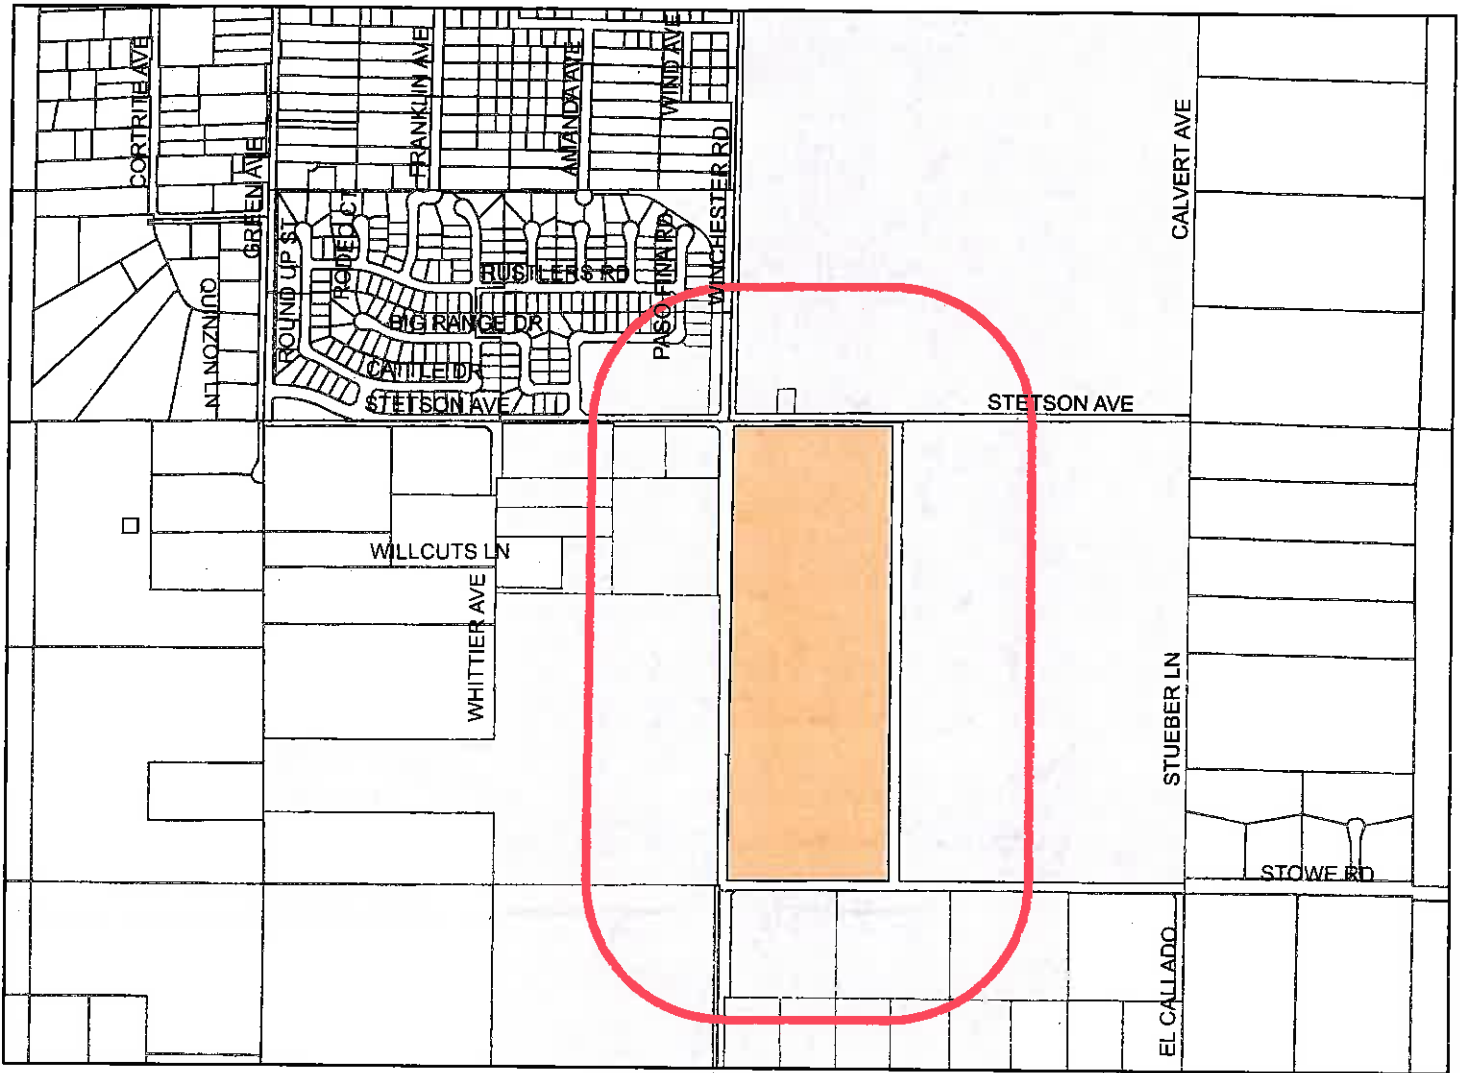 CORTRITE AVE
GREEN AVE
FRANKLIN AVE
AMANDA AVE
WIND AVE
WINCHESTER RD
CALVERT AVE
QUINZON LN
ROUND UP ST
RODEO CT
RUSTLERS RD
PASO FINA RD
BIG RANGE DR
CATTLE DR
STETSON AVE
STETSON AVE
WILLCUTS LN
WHITTIER AVE
STUEBER LN
STOWE RD
EL CALLADO